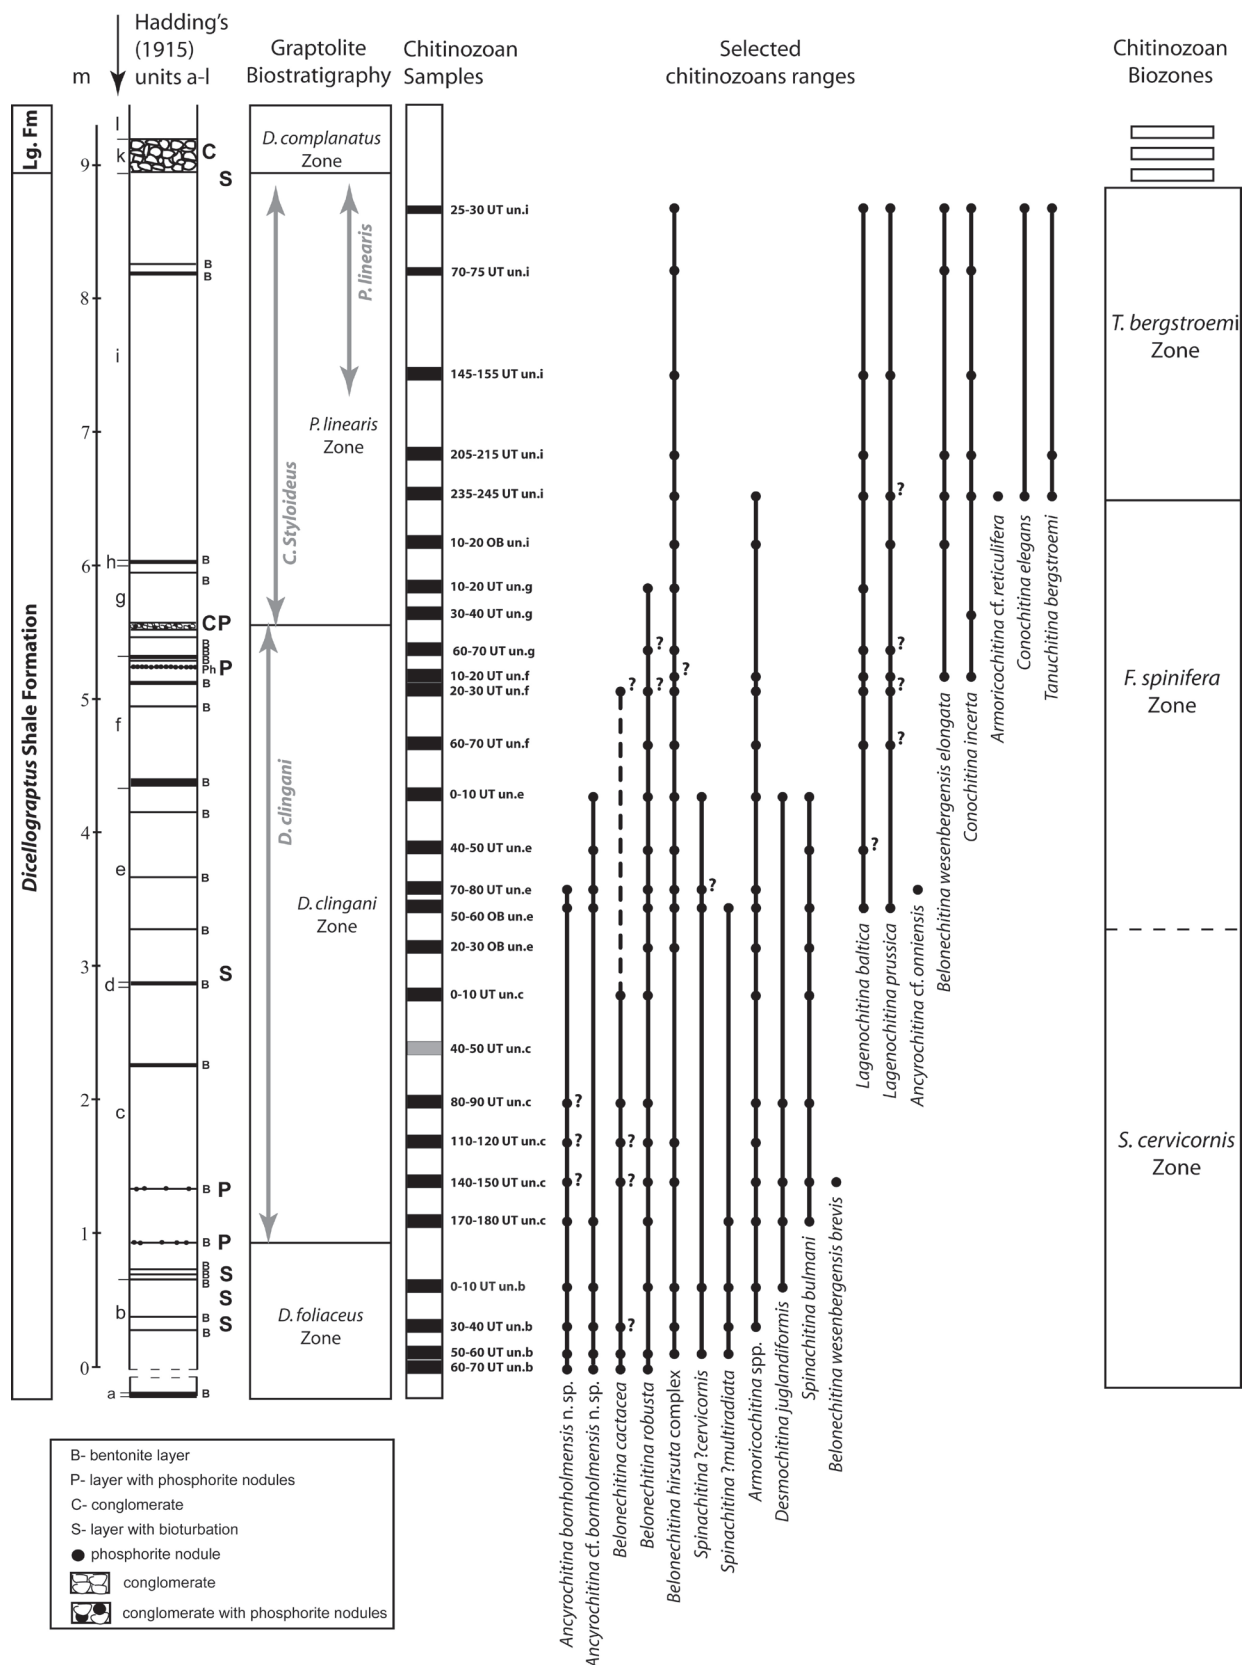 Hadding's
(1915)
units a-l
m
Graptolite
Biostratigraphy
Chitinozoan
Samples
Selected
chitinozoans ranges
Chitinozoan
Biozones
Lg. Fm
Dicellograptus Shale Formation
9
8
7
6
5
4
3
2
1
0
l
k
i
h
g
f
e
d
c
b
a
C
S
B
B
B
B
CP
B
B
B
B
Ph
P
B
B
B
B
B
B
S
B
B
B
P
B
P
B
B
B
S
S
B
S
B
B
D. complanatus
Zone
P. linearis
P. linearis
Zone
C. Styloideus
D. clingani
D. clingani
Zone
D. foliaceus
Zone
25-30 UT un.i
70-75 UT un.i
145-155 UT un.i
205-215 UT un.i
235-245 UT un.i
10-20 OB un.i
10-20 UT un.g
30-40 UT un.g
60-70 UT un.g
10-20 UT un.f
20-30 UT un.f
60-70 UT un.f
0-10 UT un.e
40-50 UT un.e
70-80 UT un.e
50-60 OB un.e
20-30 OB un.e
0-10 UT un.c
40-50 UT un.c
80-90 UT un.c
110-120 UT un.c
140-150 UT un.c
170-180 UT un.c
0-10 UT un.b
30-40 UT un.b
50-60 UT un.b
60-70 UT un.b
?
? ?
?
? ? ?
?
?
?
? ?
? ?
? ?
?
Ancyrochitina bornholmensis n. sp.
Ancyrochitina cf. bornholmensis n. sp.
Belonechitina cactacea
Belonechitina robusta
Belonechitina hirsuta complex
Spinachitina ?cervicornis
Spinachitina ?multiradiata
Armoricochitina spp.
Desmochitina juglandiformis
Spinachitina bulmani
Belonechitina wesenbergensis brevis
Lagenochitina baltica
Lagenochitina prussica
Ancyrochitina cf. onniensis
Belonechitina wesenbergensis elongata
Conochitina incerta
Armoricochitina cf. reticulifera
Conochitina elegans
Tanuchitina bergstroemi
T. bergstroemi
Zone
F. spinifera
Zone
S. cervicornis
Zone
B- bentonite layer
P- layer with phosphorite nodules
C- conglomerate
S- layer with bioturbation
phosphorite nodule
conglomerate
conglomerate with phosphorite nodules